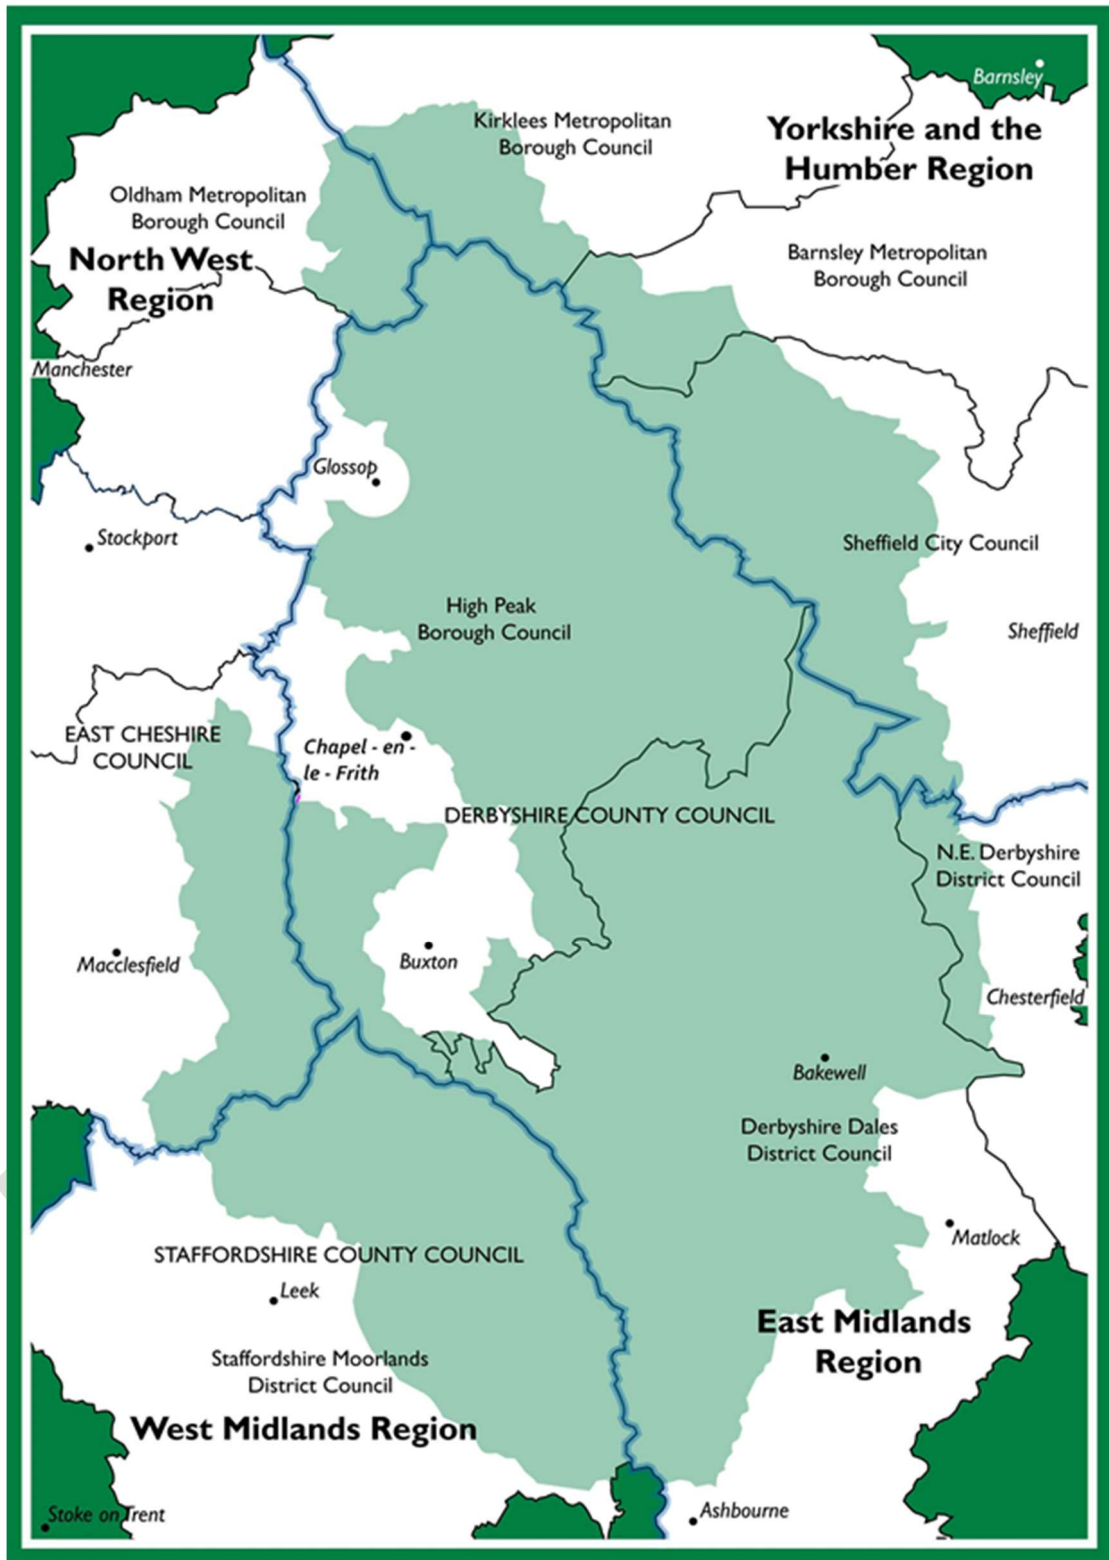 Barnsley
Kirklees Metropolitan
Borough Council
Yorkshire and the
Humber Region
Oldham Metropolitan
Borough Council
North West
Region
Barnsley Metropolitan
Borough Council
Manchester
Glossop
Stockport
Sheffield City Council
High Peak
Borough Council
Sheffield
EAST CHESHIRE
COUNCIL
Chapel - en -
le - Frith
DERBYSHIRE COUNTY COUNCIL
N.E. Derbyshire
District Council
Macclesfield
Buxton
Chesterfield
Bakewell
Derbyshire Dales
District Council
Matlock
STAFFORDSHIRE COUNTY COUNCIL
Leek
East Midlands
Region
Staffordshire Moorlands
District Council
West Midlands Region
Stoke on Trent
Ashbourne